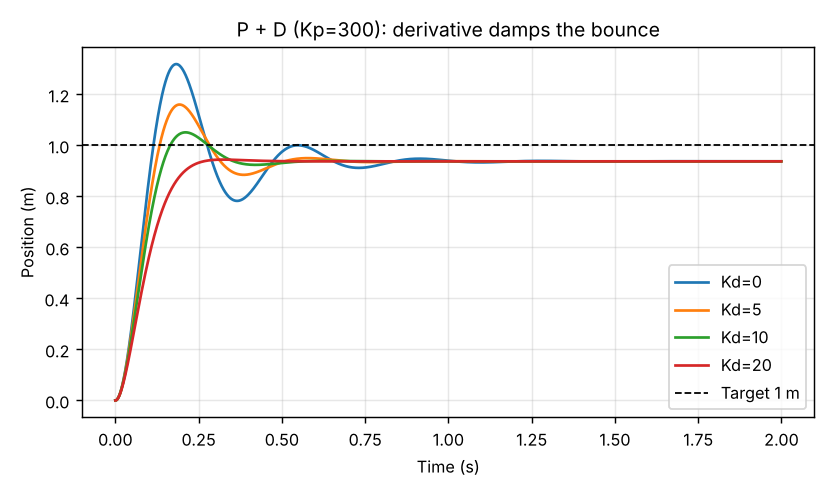 P + D (Kp=300): derivative damps the bounce
Position (m)
1.2
1.0
0.8
0.6
0.4
0.2
0.0
Kd=0
Kd=5
Kd=10
Kd=20
Target 1 m
0.00 0.25 0.50 0.75 1.00 1.25 1.50 1.75 2.00
Time (s)